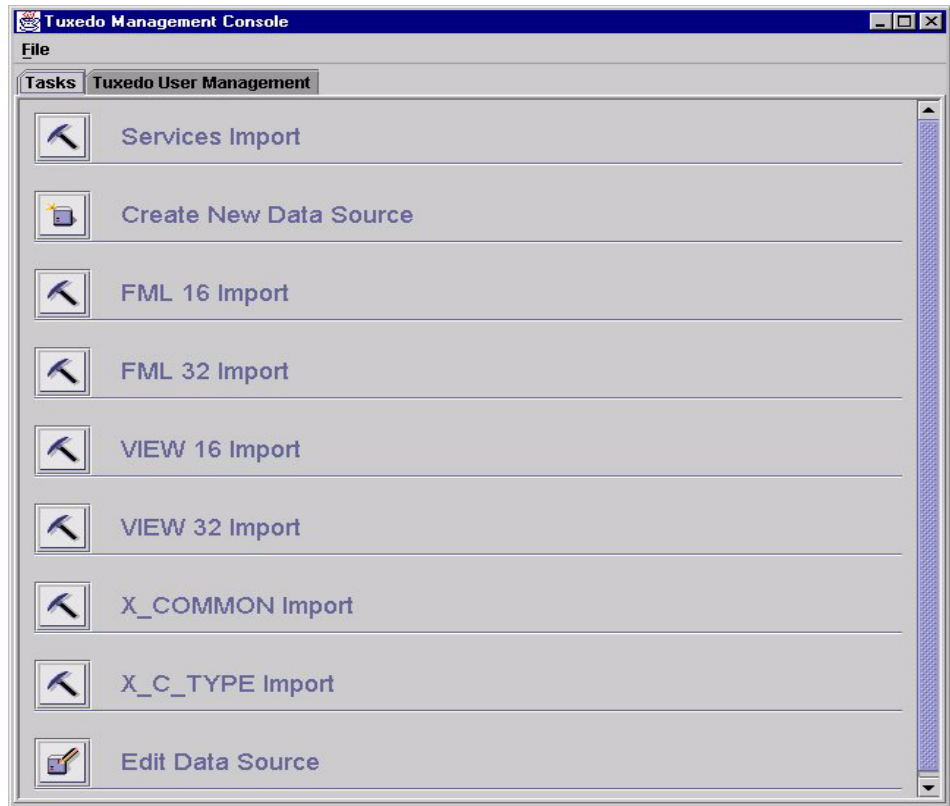 Tuxedo Management Console
File
Tasks Tuxedo User Management
Services Import
Create New Data Source
FML 16 Import
FML 32 Import
VIEW 16 Import
VIEW 32 Import
X_COMMON Import
X_C_TYPE Import
Edit Data Source